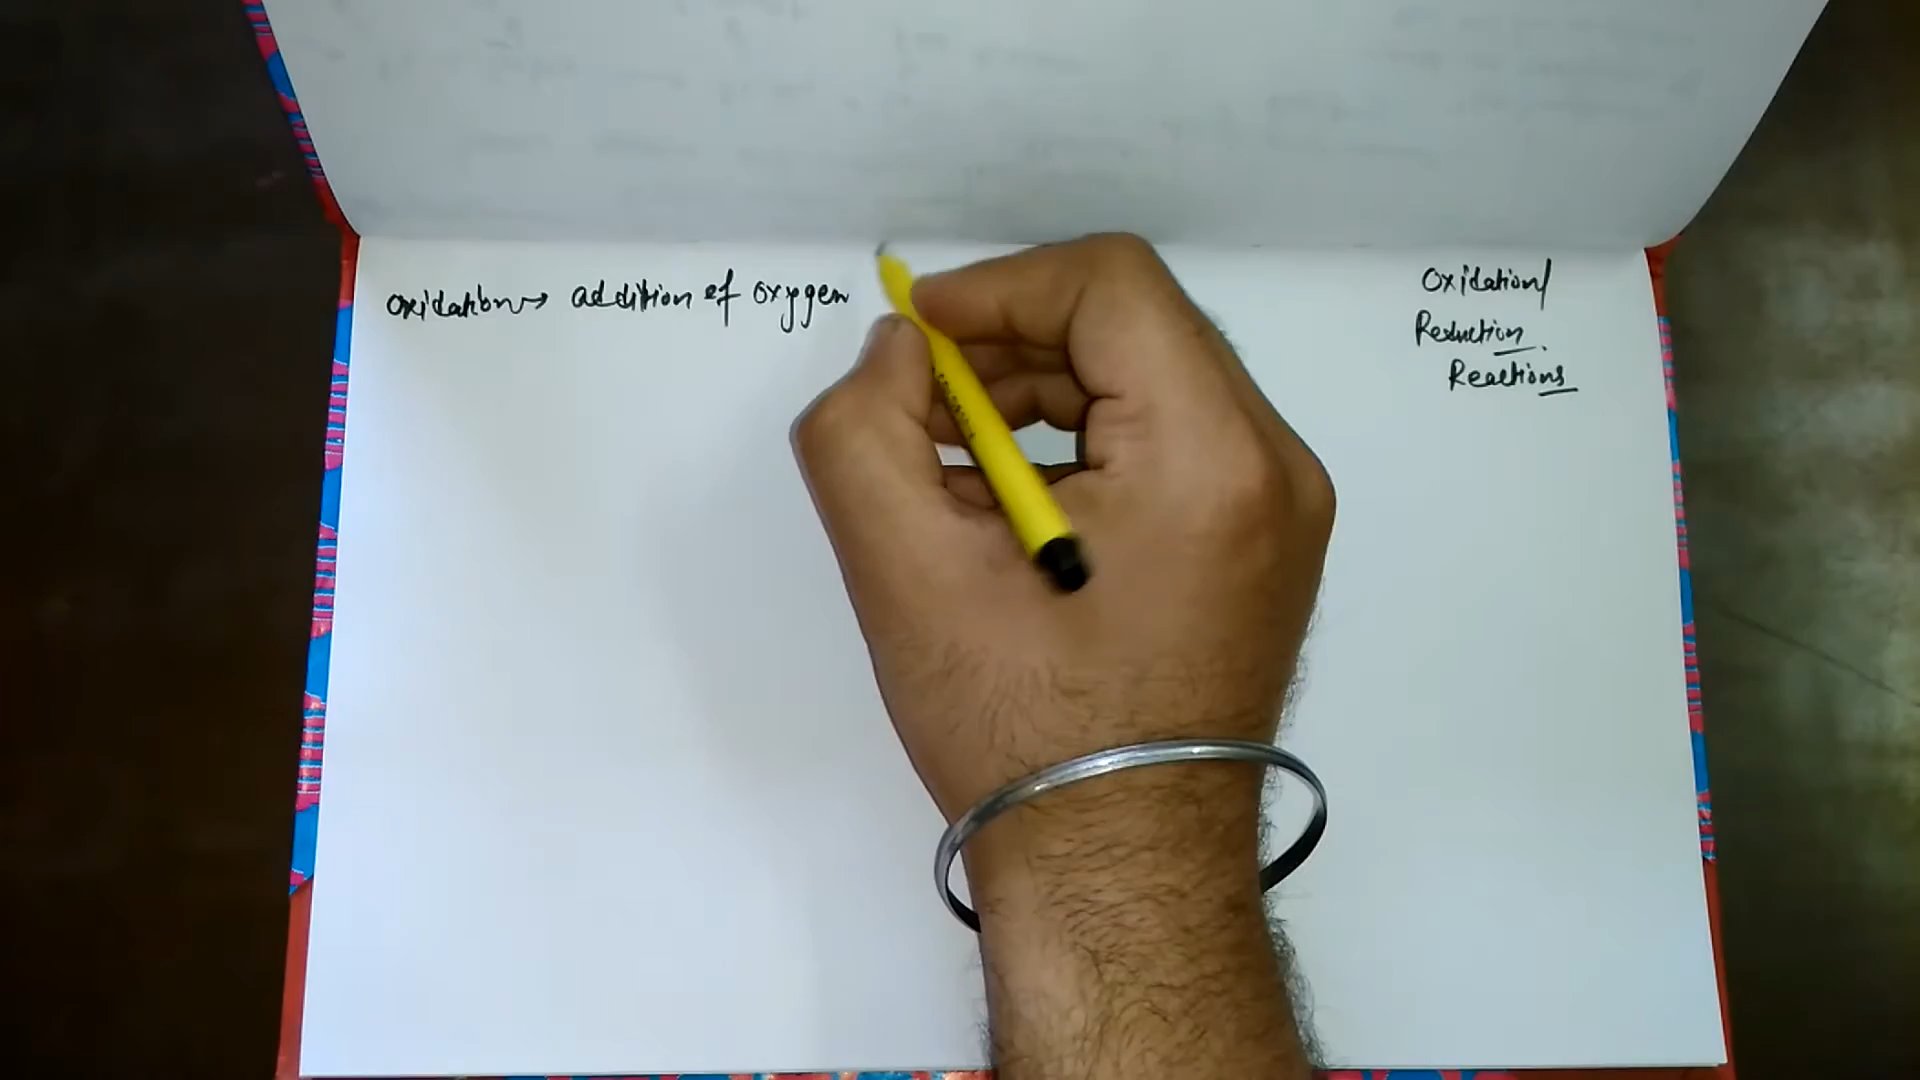 oxidation → addition of oxygen
Oxidation/
Reduction.
Reactions